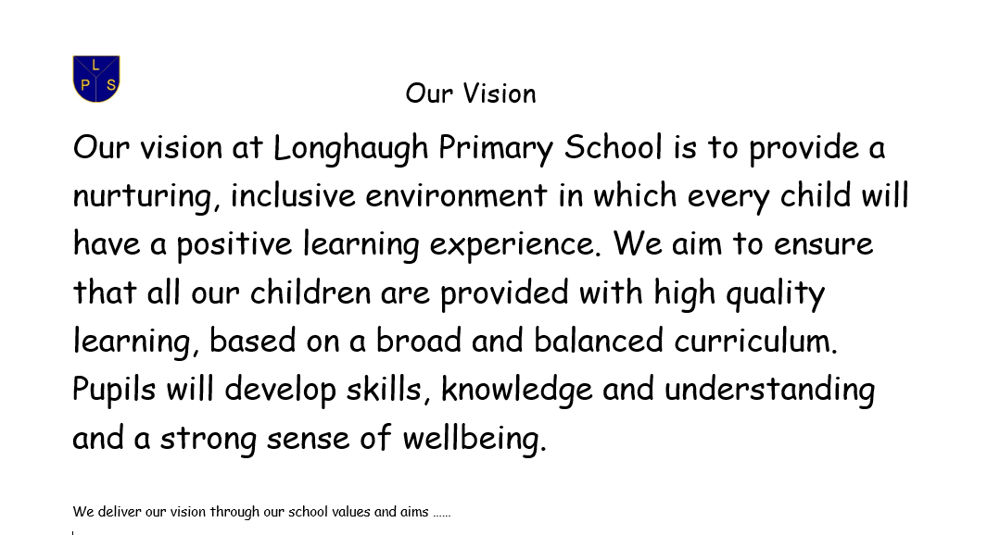 L
P S
Our Vision
Our vision at Longhaugh Primary School is to provide a
nurturing, inclusive environment in which every child will
have a positive learning experience. We aim to ensure
that all our children are provided with high quality
learning, based on a broad and balanced curriculum.
Pupils will develop skills, knowledge and understanding
and a strong sense of wellbeing.
We deliver our vision through our school values and aims ……